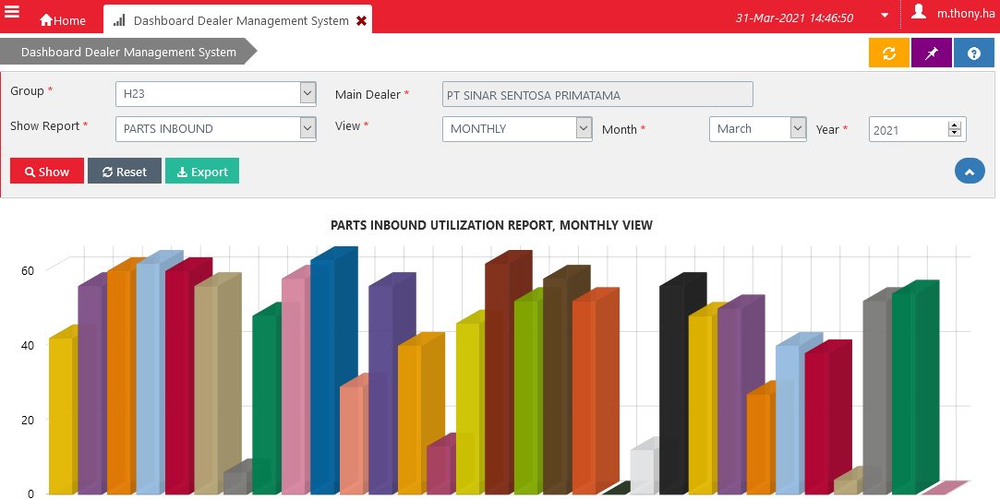 Home
Dashboard Dealer Management System
31-Mar-2021 14:46:50
m.thony.ha
Dashboard Dealer Management System
Group *
H23
Main Dealer *
PT SINAR SENTOSA PRIMATAMA
Show Report *
PARTS INBOUND
View *
MONTHLY
Month *
March
Year *
2021
Show
Reset
Export
PARTS INBOUND UTILIZATION REPORT, MONTHLY VIEW
60
40
20
0